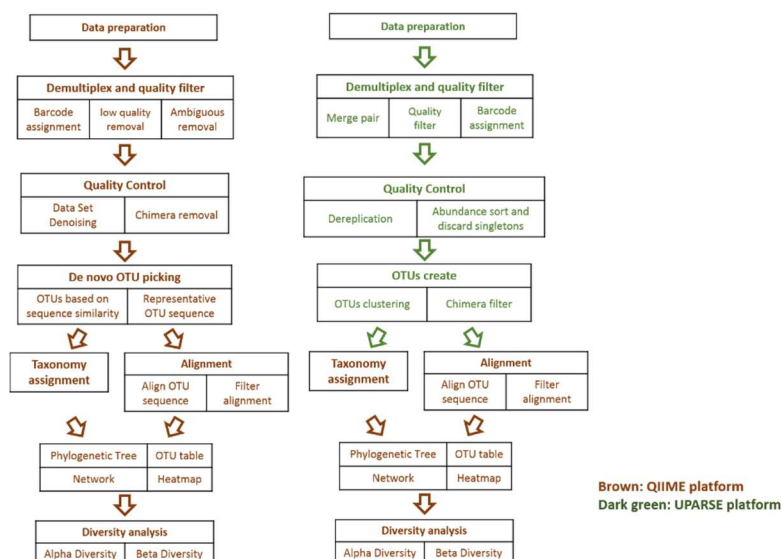 Data preparation
Demultiplex and quality filter
Barcode assignment
low quality removal
Ambiguous removal
Quality Control
Data Set Denoising
Chimera removal
De novo OTU picking
OTUs based on sequence similarity
Representative OTU sequence
Taxonomy assignment
Alignment
Align OTU sequence
Filter alignment
Phylogenetic Tree
OTU table
Network
Heatmap
Diversity analysis
Alpha Diversity
Beta Diversity
Data preparation
Demultiplex and quality filter
Merge pair
Quality filter
Barcode assignment
Quality Control
Dereplication
Abundance sort and discard singletons
OTUs create
OTUs clustering
Chimera filter
Taxonomy assignment
Alignment
Align OTU sequence
Filter alignment
Phylogenetic Tree
OTU table
Network
Heatmap
Diversity analysis
Alpha Diversity
Beta Diversity
Brown: QIIME platform
Dark green: UPARSE platform